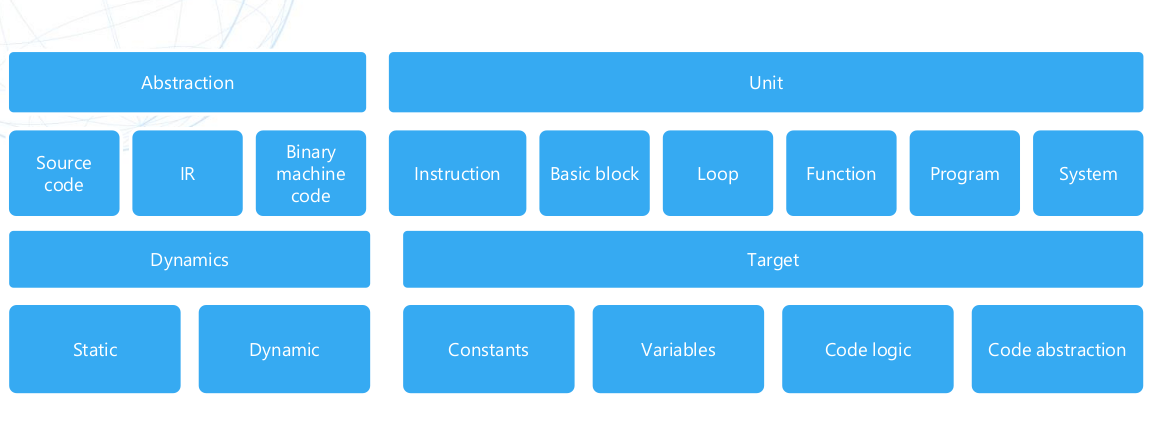 Abstraction
Unit
Source
code
IR
Binary
machine
code
Instruction
Basic block
Loop
Function
Program
System
Dynamics
Target
Static
Dynamic
Constants
Variables
Code logic
Code abstraction